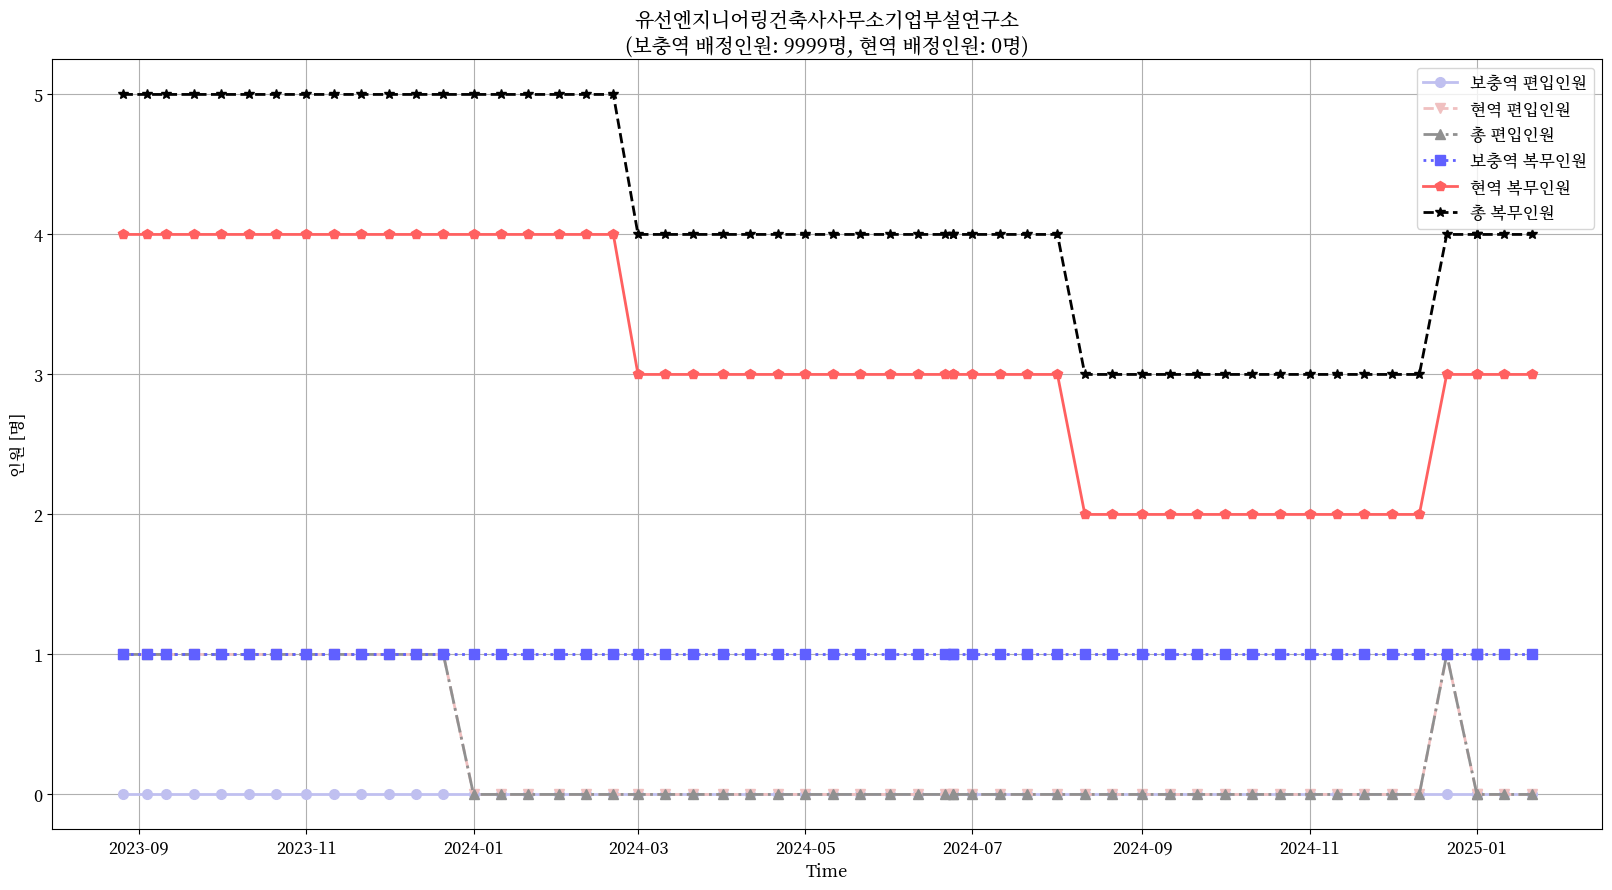 유선엔지니어링건축사사무소기업부설연구소
(보충역 배정인원: 9999명, 현역 배정인원: 0명)
보충역 편입인원
현역 편입인원
총 편입인원
보충역 복무인원
현역 복무인원
총 복무인원
인원 [명]
5
4
3
2
1
0
2023-09
2023-11
2024-01
2024-03
2024-05
2024-07
2024-09
2024-11
2025-01
Time